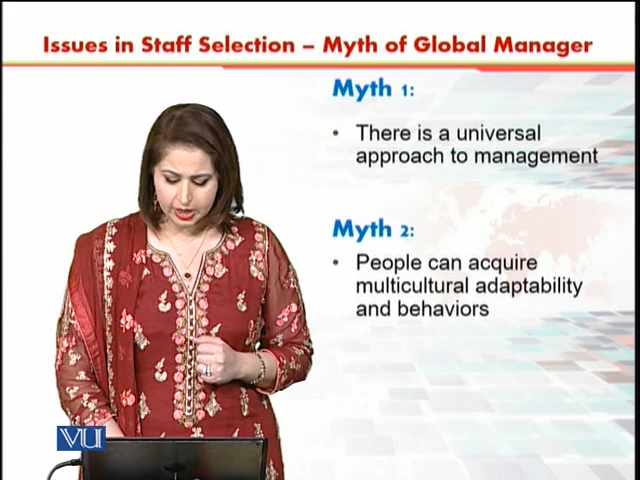 Issues in Staff Selection – Myth of Global Manager
Myth 1:
• There is a universal
approach to management
Myth 2:
• People can acquire
multicultural adaptability
and behaviors
VU